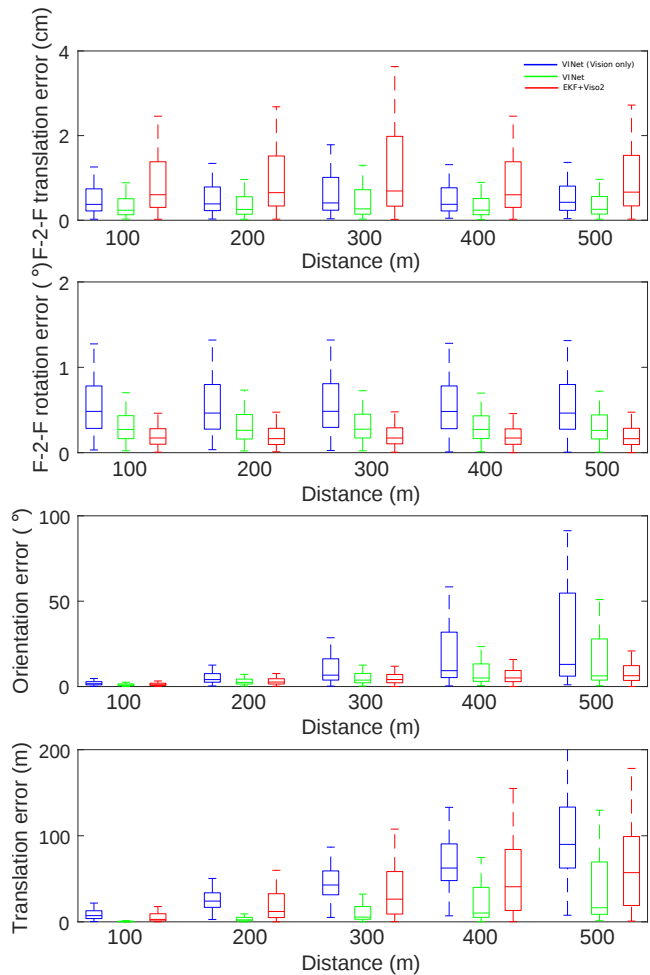 F-2-F translation error (cm)
4
2
0
VINet (Vision only)
VINet
EKF+Viso2
100 200 300 400 500
Distance (m)
F-2-F rotation error ( °)
2
1
0
100 200 300 400 500
Distance (m)
Orientation error ( °)
100
50
0
100 200 300 400 500
Distance (m)
Translation error (m)
200
100
0
100 200 300 400 500
Distance (m)